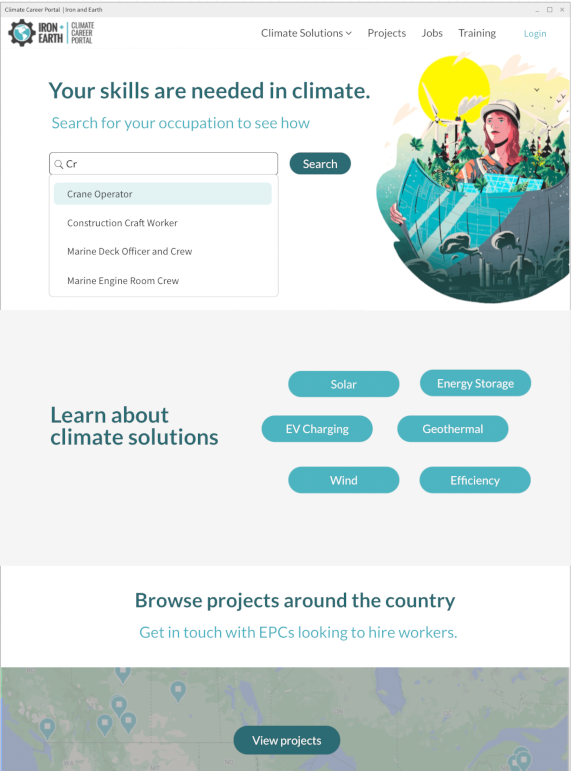 Climate Career Portal | Iron and Earth
IRON + EARTH
CLIMATE CAREER PORTAL
Climate Solutions Projects Jobs Training Login
Your skills are needed in climate.
Search for your occupation to see how
Cr
Search
Crane Operator
Construction Craft Worker
Marine Deck Officer and Crew
Marine Engine Room Crew
Learn about
climate solutions
Solar
Energy Storage
EV Charging
Geothermal
Wind
Efficiency
Browse projects around the country
Get in touch with EPCs looking to hire workers.
View projects